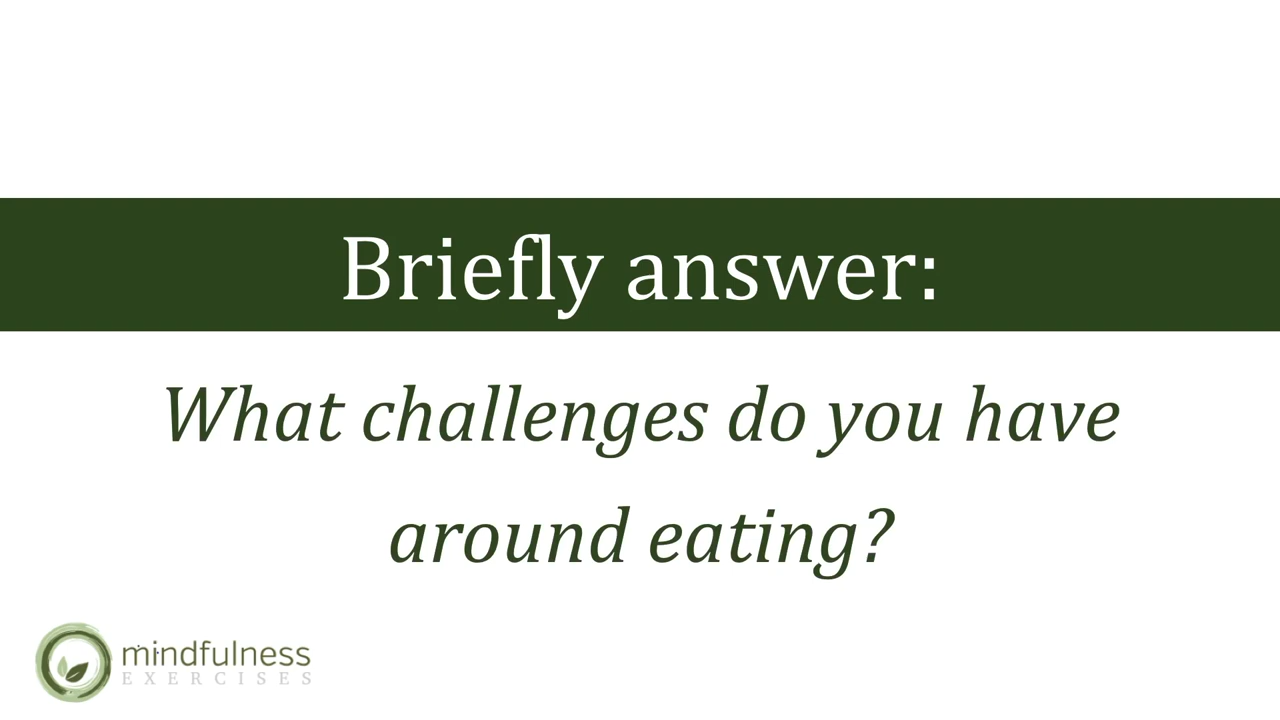 Briefly answer:
What challenges do you have
around eating?
mindfulness
EXERCISES